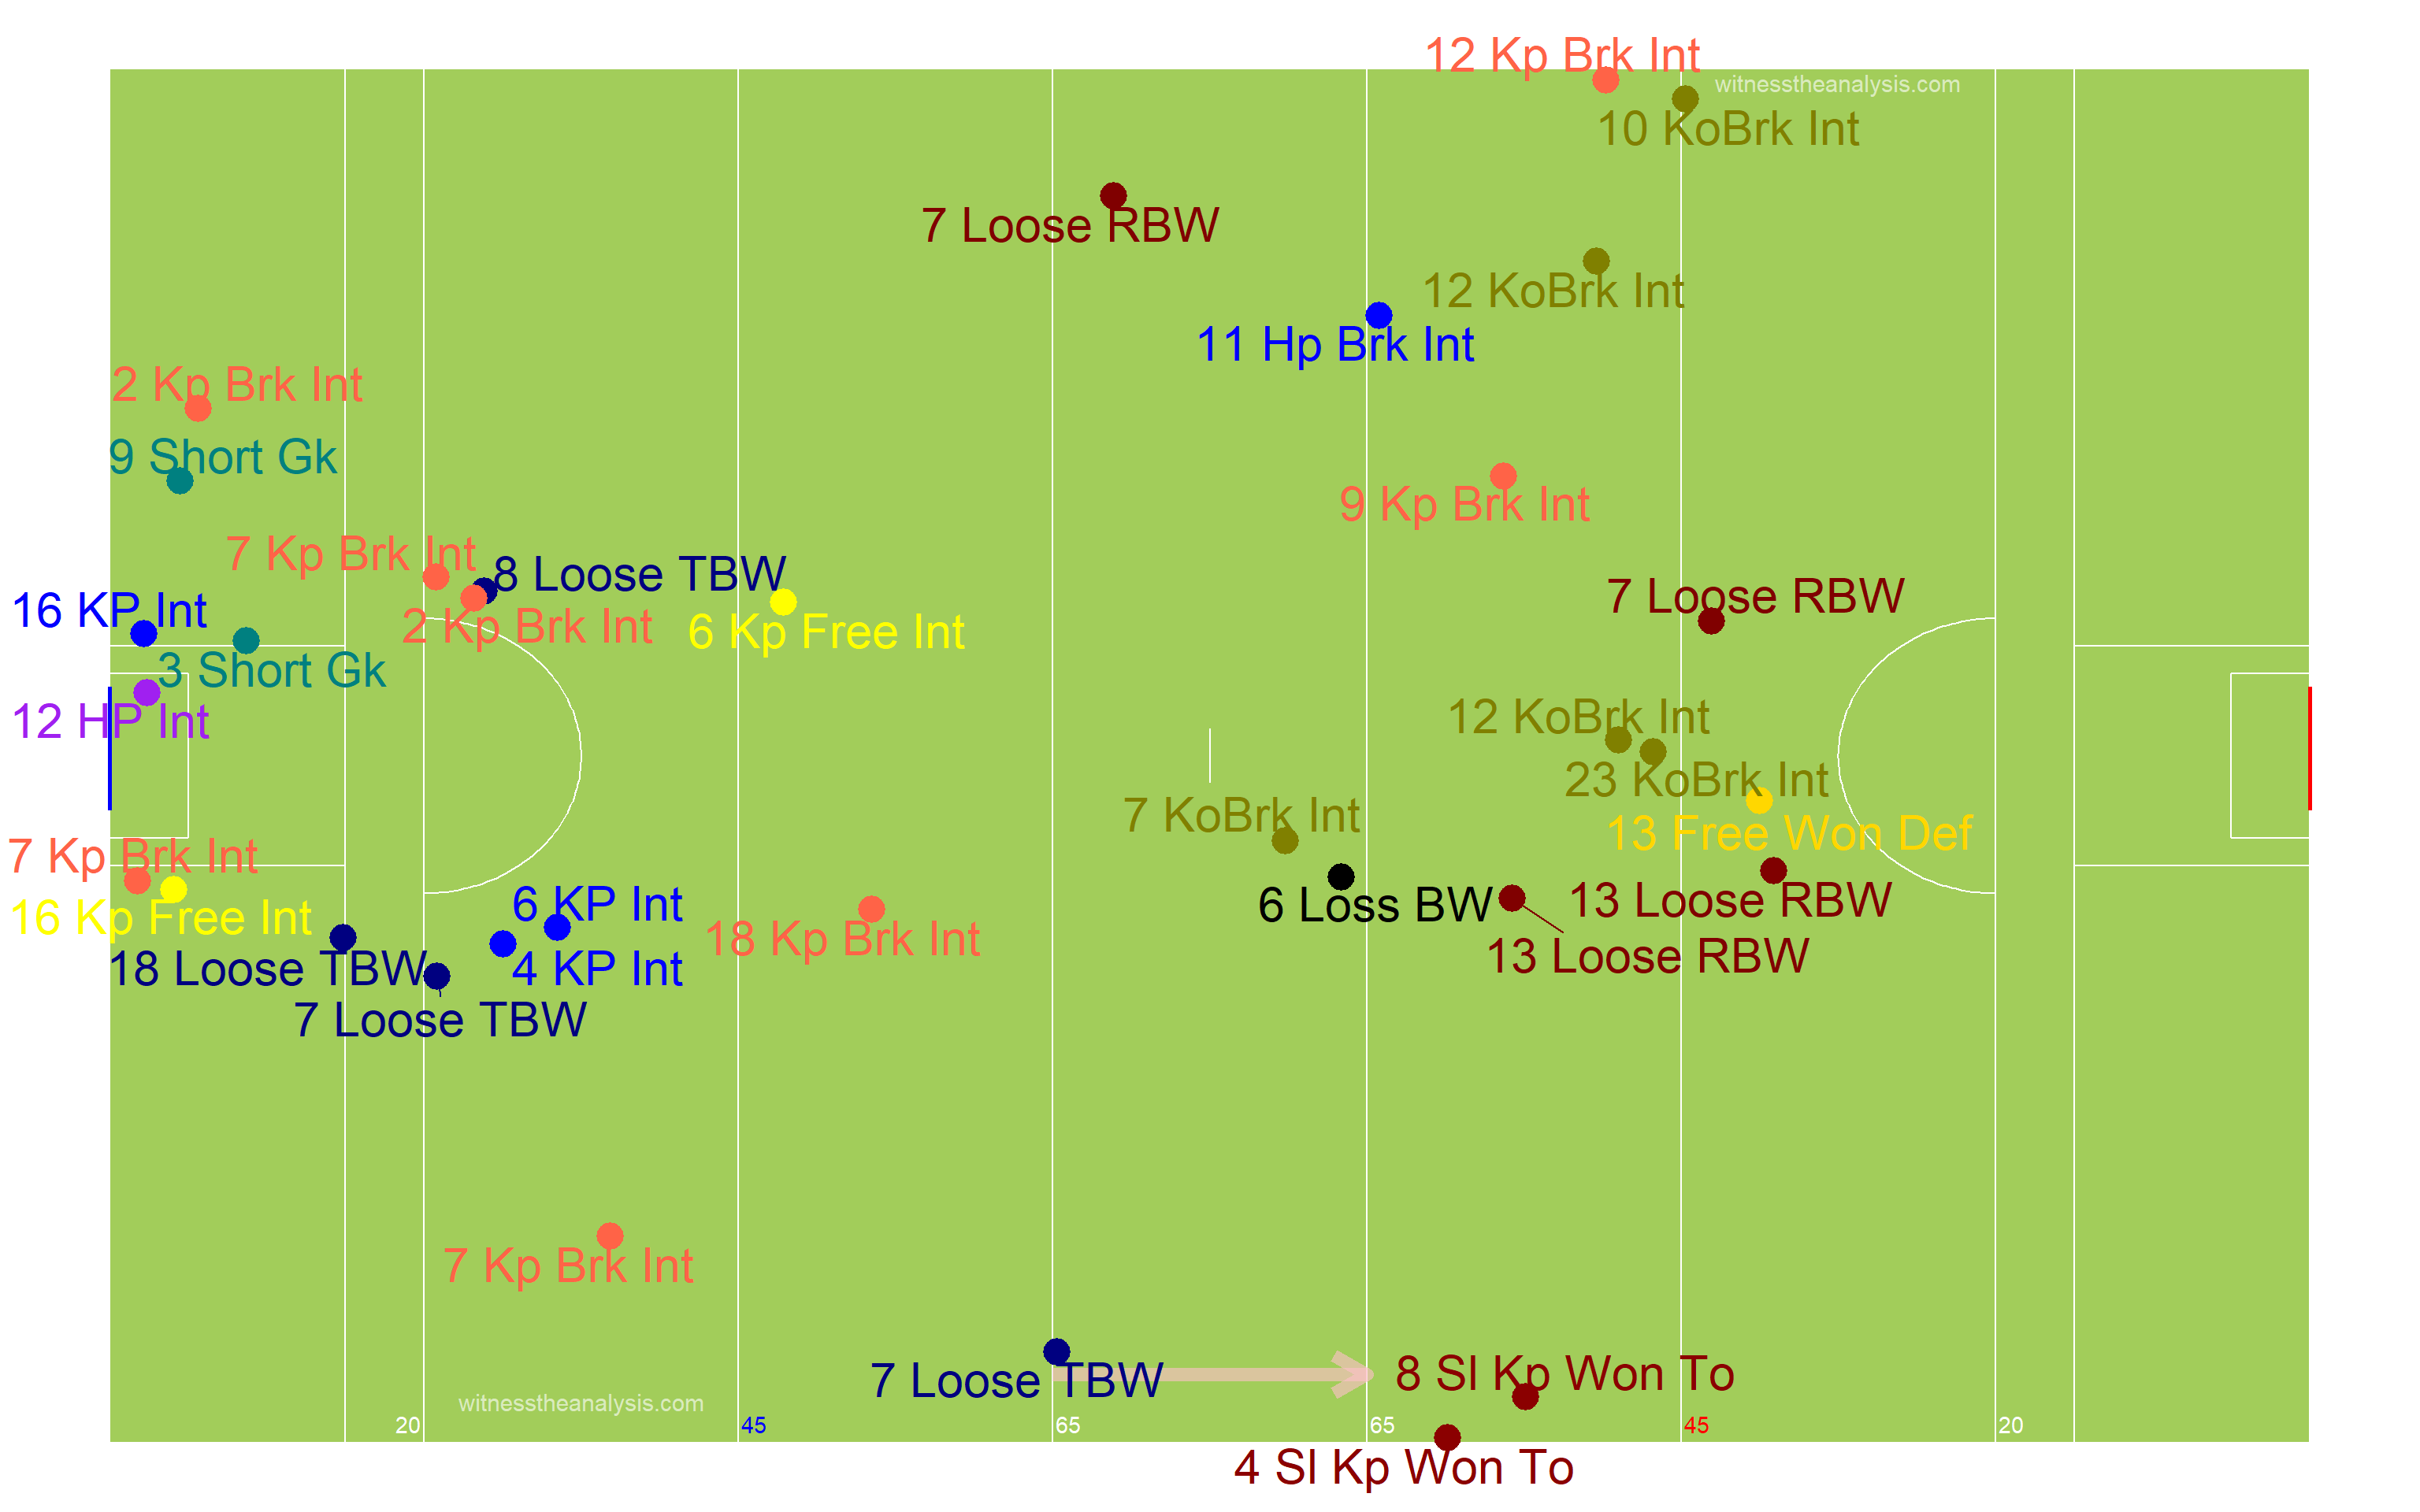 12 Kp Brk Int
witnesstheanalysis.com
10 KoBrk Int
7 Loose RBW
12 KoBrk Int
11 Hp Brk Int
2 Kp Brk Int
9 Short Gk
9 Kp Brk Int
7 Kp Brk Int
8 Loose TBW
16 KP Int
2 Kp Brk Int
6 Kp Free Int
7 Loose RBW
3 Short Gk
12 HP Int
12 KoBrk Int
23 KoBrk Int
7 KoBrk Int
13 Free Won Def
7 Kp Brk Int
16 Kp Free Int
6 KP Int
18 Kp Brk Int
6 Loss BW
13 Loose RBW
13 Loose RBW
18 Loose TBW
4 KP Int
7 Loose TBW
7 Kp Brk Int
7 Loose TBW
8 Sl Kp Won To
witnesstheanalysis.com
20
45
65
65
45
20
4 Sl Kp Won To